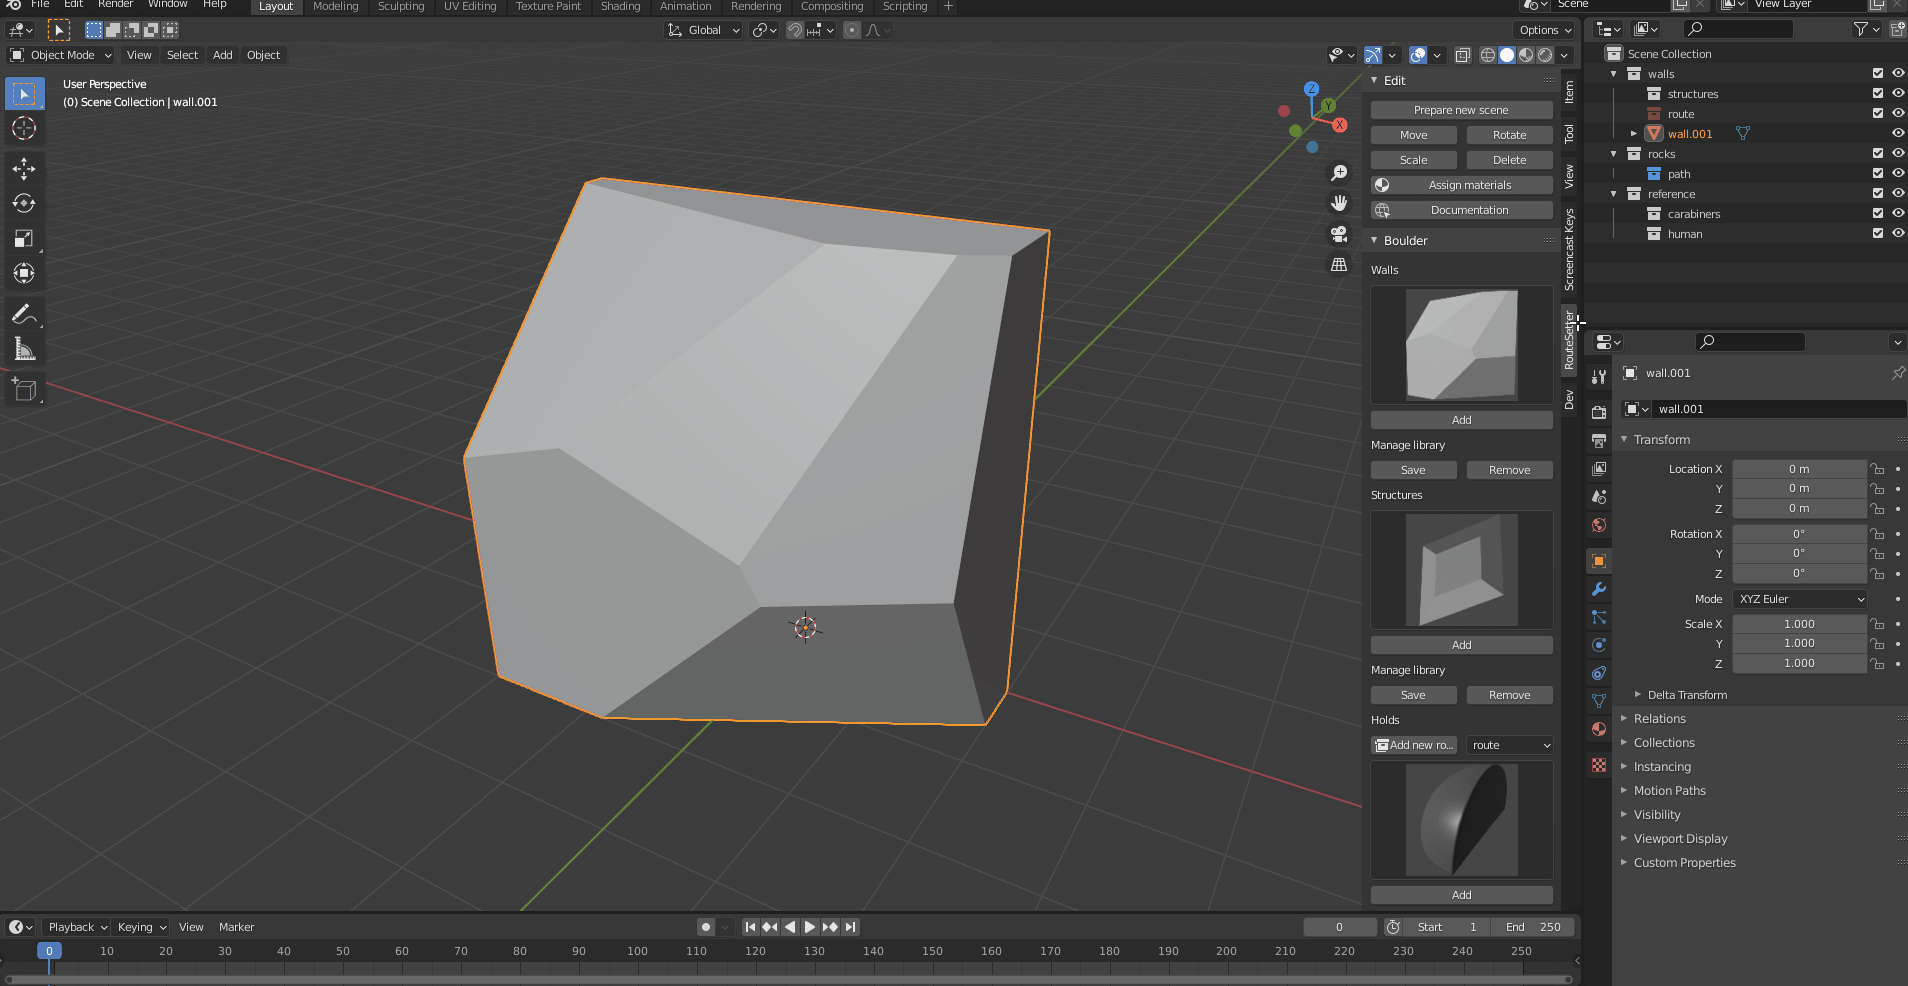 File Edit Render Window Help Layout Modeling Sculpting UV Editing Texture Paint Shading Animation Rendering Compositing Scripting + Scene View Layer
Global Options
Object Mode View Select Add Object
User Perspective
(0) Scene Collection | wall.001
Z
Y
X
Edit
Prepare new scene
Move Rotate
Scale Delete
Assign materials
Documentation
Boulder
Walls
Add
Manage library
Save Remove
Structures
Add
Manage library
Save Remove
Holds
Add new ro... route
Add
Item
Tool
View
Screencast Keys
RouteSetter
Dev
Scene Collection
walls
structures
route
wall.001
rocks
path
reference
carabiners
human
wall.001
wall.001
Transform
Location X 0 m
Y 0 m
Z 0 m
Rotation X 0°
Y 0°
Z 0°
Mode XYZ Euler
Scale X 1.000
Y 1.000
Z 1.000
Delta Transform
Relations
Collections
Instancing
Motion Paths
Visibility
Viewport Display
Custom Properties
Playback Keying View Marker 0 Start 1 End 250
0 10 20 30 40 50 60 70 80 90 100 110 120 130 140 150 160 170 180 190 200 210 220 230 240 250